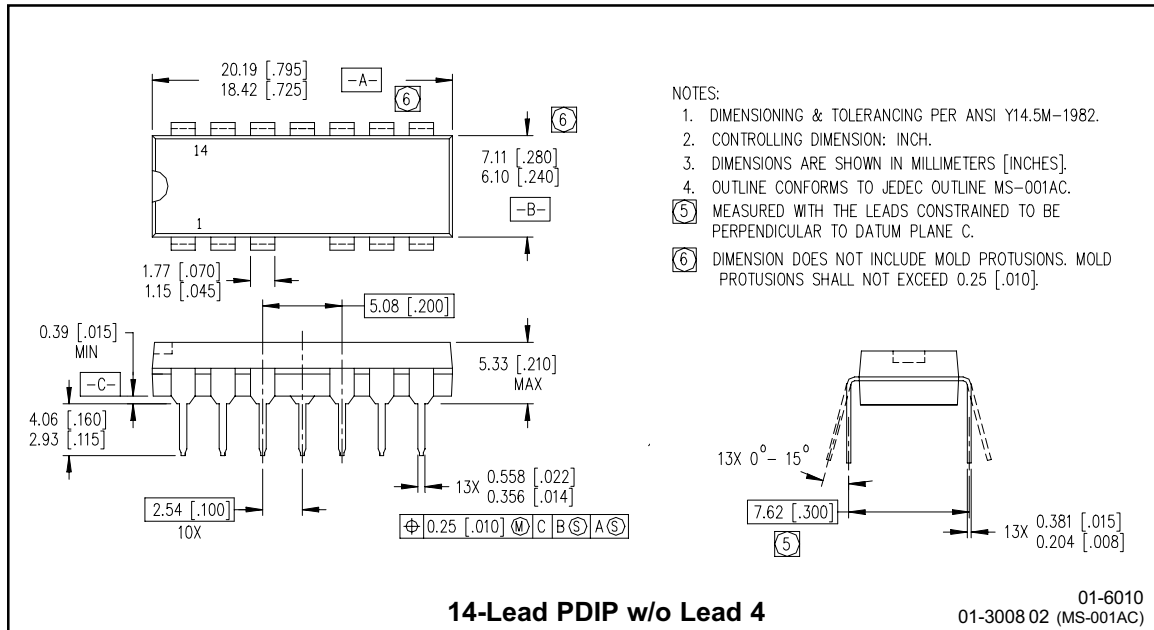 20.19 [.795]
18.42 [.725]
-A-
6
6
14
1
7.11 [.280]
6.10 [.240]
-B-
1.77 [.070]
1.15 [.045]
5.08 [.200]
0.39 [.015]
MIN
-C-
5.33 [.210]
MAX
4.06 [.160]
2.93 [.115]
2.54 [.100]
10X
13X 0.558 [.022]
0.356 [.014]
⌖ 0.25 [.010] Ⓜ C B Ⓢ A Ⓢ
NOTES:
1. DIMENSIONING & TOLERANCING PER ANSI Y14.5M-1982.
2. CONTROLLING DIMENSION: INCH.
3. DIMENSIONS ARE SHOWN IN MILLIMETERS [INCHES].
4. OUTLINE CONFORMS TO JEDEC OUTLINE MS-001AC.
5 MEASURED WITH THE LEADS CONSTRAINED TO BE
PERPENDICULAR TO DATUM PLANE C.
6 DIMENSION DOES NOT INCLUDE MOLD PROTUSIONS. MOLD
PROTUSIONS SHALL NOT EXCEED 0.25 [.010].
13X 0°- 15°
7.62 [.300]
5
13X 0.381 [.015]
0.204 [.008]
14-Lead PDIP w/o Lead 4
01-6010
01-3008 02 (MS-001AC)